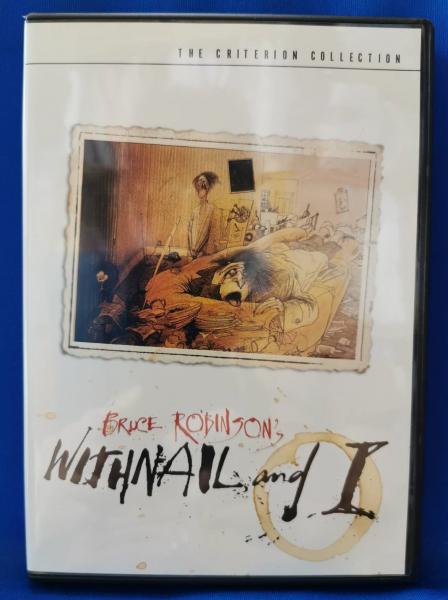 THE CRITERION COLLECTION
BRUCE ROBINSON's
WITHNAIL and I